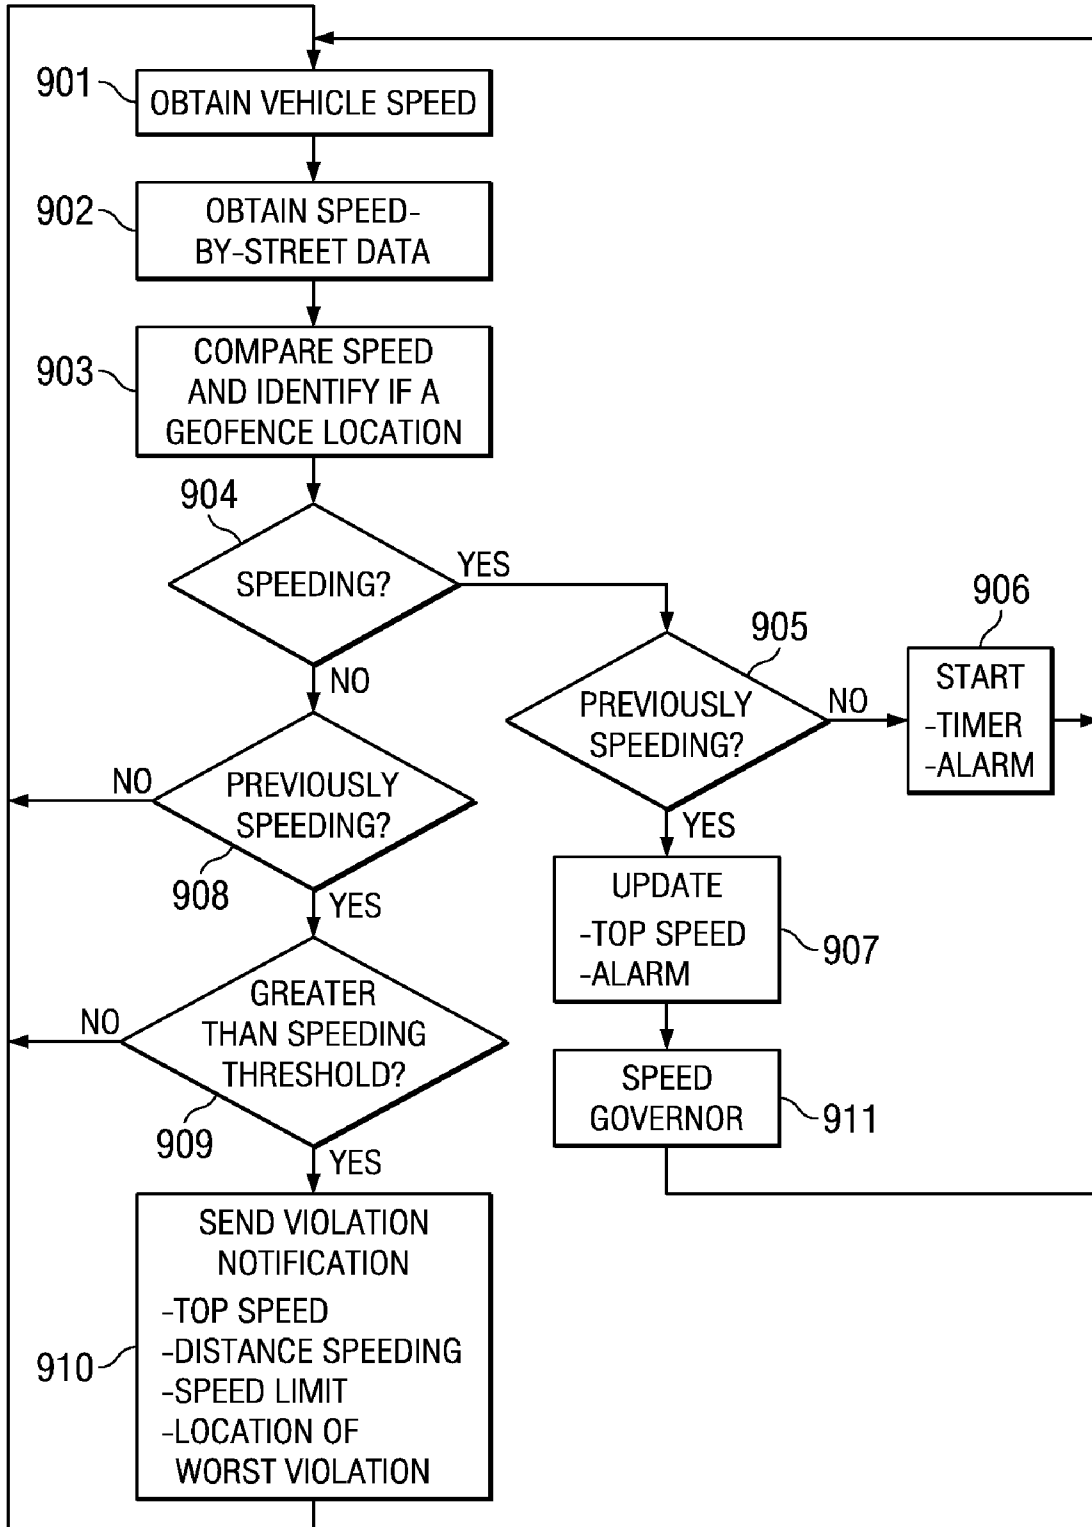 901
OBTAIN VEHICLE SPEED
902
OBTAIN SPEED-
BY-STREET DATA
903
COMPARE SPEED
AND IDENTIFY IF A
GEOFENCE LOCATION
904
SPEEDING?
YES
NO
905
PREVIOUSLY
SPEEDING?
NO
906
START
-TIMER
-ALARM
YES
UPDATE
-TOP SPEED
-ALARM
907
SPEED
GOVERNOR
911
PREVIOUSLY
SPEEDING?
NO
908
YES
GREATER
THAN SPEEDING
THRESHOLD?
NO
909
YES
SEND VIOLATION
NOTIFICATION
-TOP SPEED
-DISTANCE SPEEDING
-SPEED LIMIT
-LOCATION OF
WORST VIOLATION
910